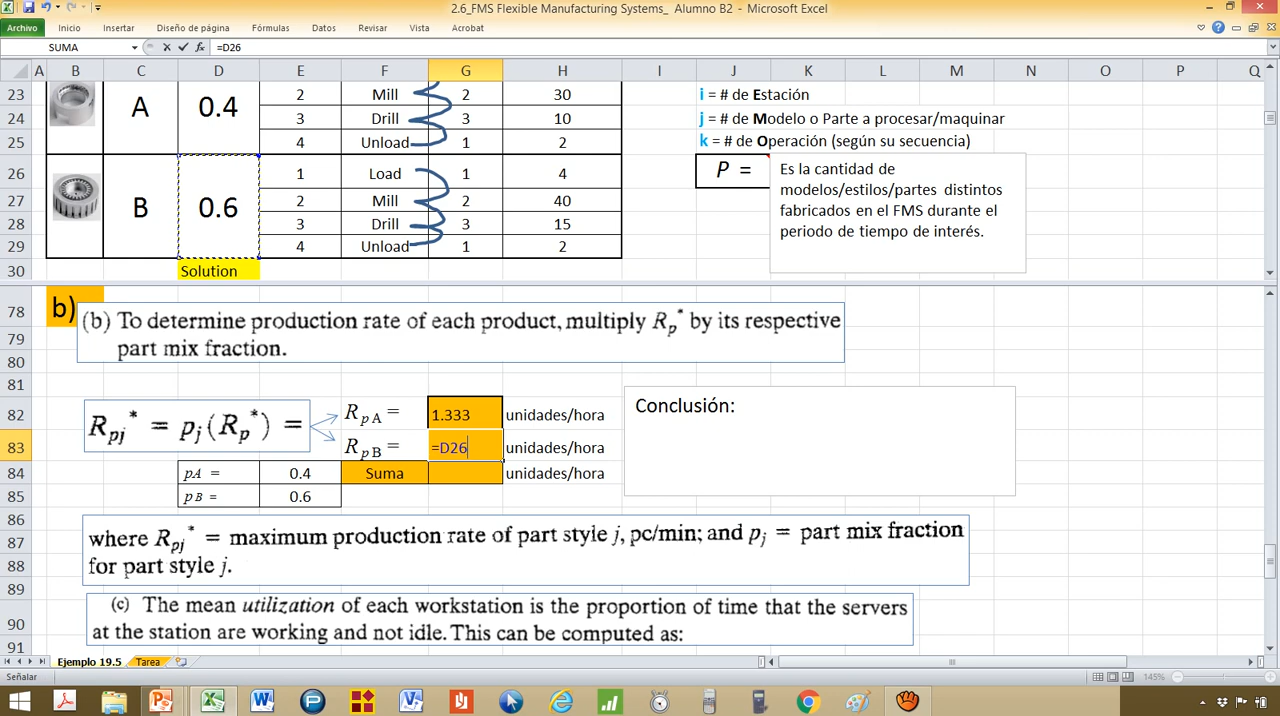 2.6_FMS Flexible Manufacturing Systems_ Alumno B2 - Microsoft Excel
Archivo Inicio Insertar Diseño de página Fórmulas Datos Revisar Vista Acrobat
SUMA fx =D26
A B C D E F G H I J K L M N O P Q
23 A 0.4 2 Mill 2 30 i = # de Estación
24 3 Drill 3 10 j = # de Modelo o Parte a procesar/maquinar
25 4 Unload 1 2 k = # de Operación (según su secuencia)
26 B 0.6 1 Load 1 4 P =
27 2 Mill 2 40
28 3 Drill 3 15
29 4 Unload 1 2
Es la cantidad de
modelos/estilos/partes distintos
fabricados en el FMS durante el
periodo de tiempo de interés.
30 Solution
78 b)
(b) To determine production rate of each product, multiply Rp* by its respective
79
part mix fraction.
80
81
82 Rpj* = pj(Rp*) = RpA = 1.333 unidades/hora
Conclusión:
83 RpB = =D26 unidades/hora
84 pA = 0.4 Suma unidades/hora
85 pB = 0.6
86
87
where Rpj* = maximum production rate of part style j, pc/min; and pj = part mix fraction
88
for part style j.
89
90
(c) The mean utilization of each workstation is the proportion of time that the servers
at the station are working and not idle. This can be computed as:
91
Ejemplo 19.5 Tarea
Señalar 145%